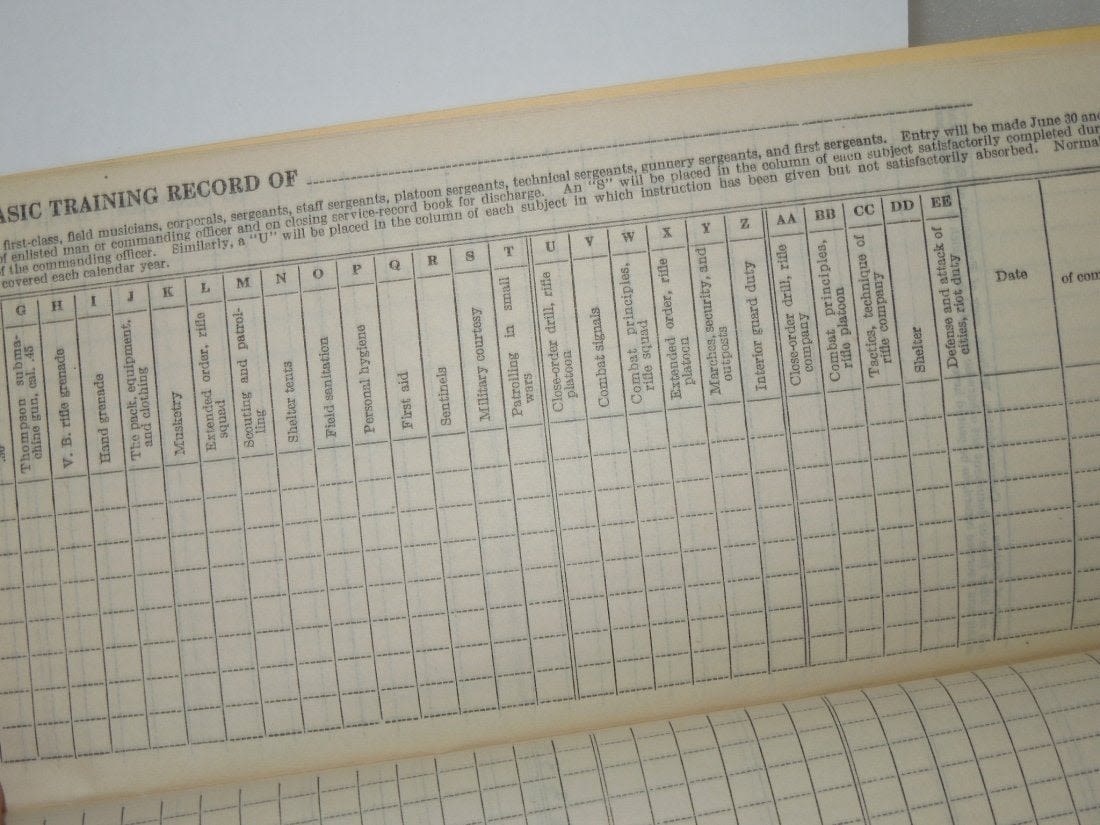 ASIC TRAINING RECORD OF
first-class, field musicians, corporals, sergeants, staff sergeants, platoon sergeants, technical sergeants, gunnery sergeants, and first sergeants. Entry will be made June 30 and
of enlisted man or commanding officer and on closing service-record book for discharge. An "S" will be placed in the column of each subject satisfactorily completed dur
f the commanding officer. Similarly, a "U" will be placed in the column of each subject in which instruction has been given but not satisfactorily absorbed. Norma
covered each calendar year.
G H I J K L M N O P Q R S T U V W X Y Z AA BB CC DD EE
Thompson subma-
chine gun, cal. .45
V. B. rifle grenade
Hand grenade
The pack, equipment,
and clothing
Musketry
Extended order, rifle
squad
Scouting and patrol-
ling
Shelter tents
Field sanitation
Personal hygiene
First aid
Sentinels
Military courtesy
Patrolling in small
wars
Close-order drill, rifle
platoon
Combat signals
Combat principles,
rifle squad
Extended order, rifle
platoon
Marches, security, and
outposts
Interior guard duty
Close-order drill, rifle
company
Combat principles,
rifle platoon
Tactics, technique of
rifle company
Shelter
Defense and attack of
cities, riot duty
Date
of com